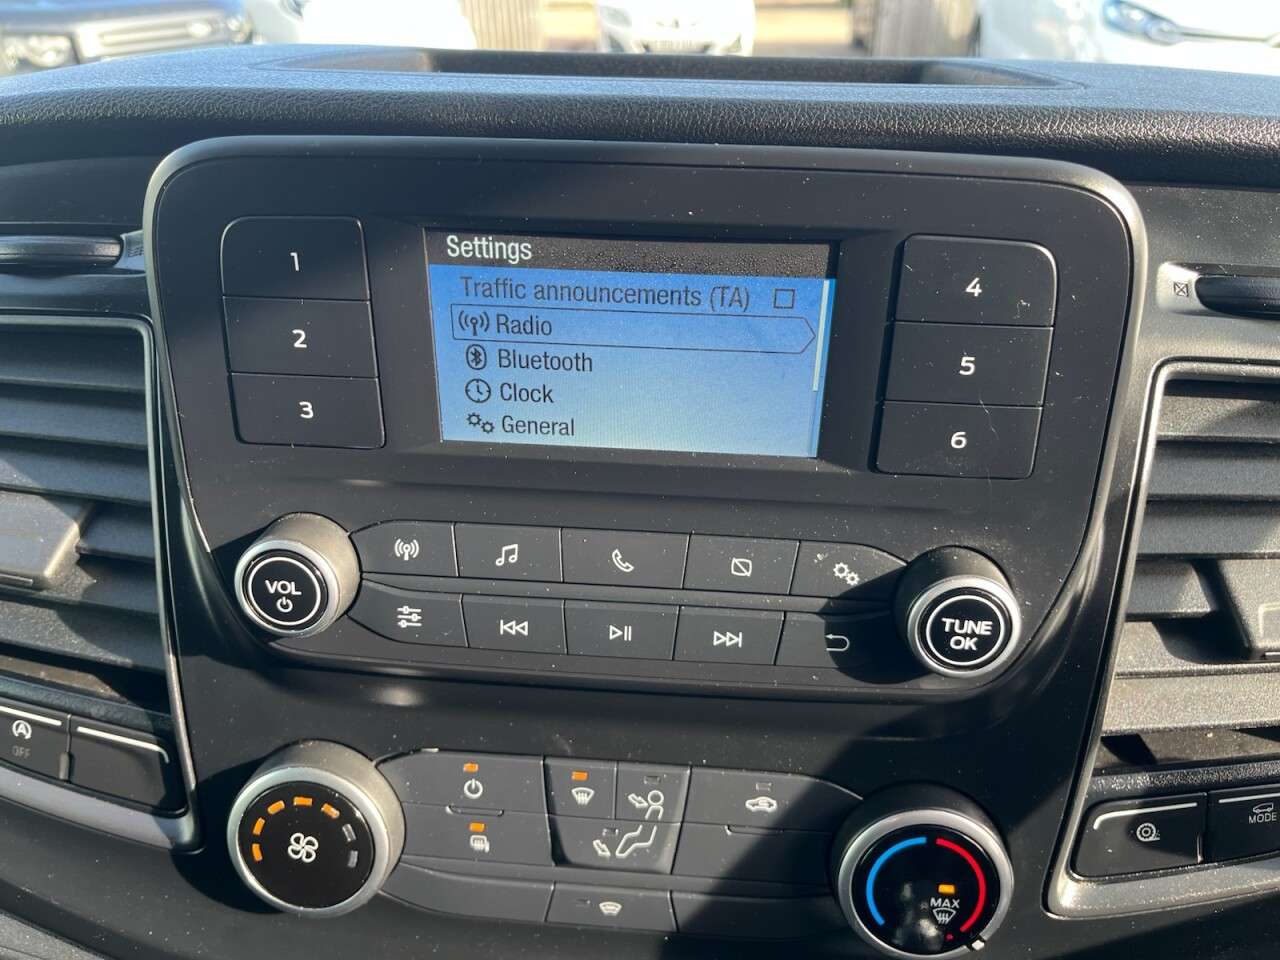 Settings
Traffic announcements (TA)
Radio
Bluetooth
Clock
General
1
2
3
4
5
6
VOL
TUNE
OK
A
OFF
MAX
MODE